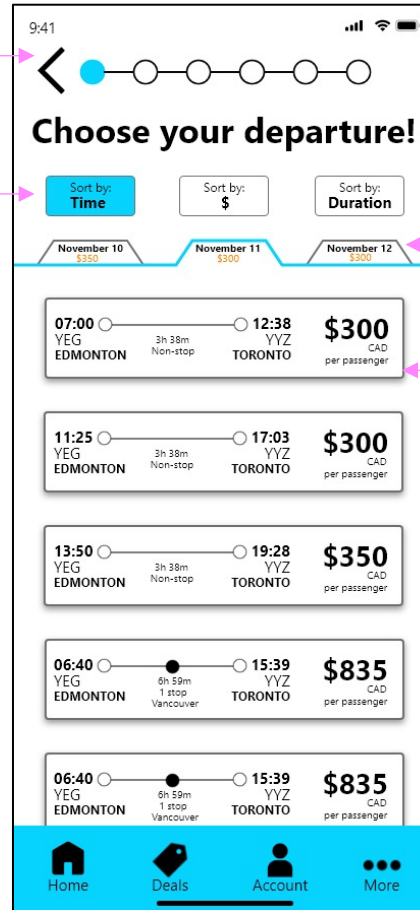 9:41
Choose your departure!
Sort by:
Time
Sort by:
$
Sort by:
Duration
November 10
$350
November 11
$300
November 12
$300
07:00 12:38
YEG YYZ
EDMONTON TORONTO
3h 38m
Non-stop
$300
CAD
per passenger
11:25 17:03
YEG YYZ
EDMONTON TORONTO
3h 38m
Non-stop
$300
CAD
per passenger
13:50 19:28
YEG YYZ
EDMONTON TORONTO
3h 38m
Non-stop
$350
CAD
per passenger
06:40 15:39
YEG YYZ
EDMONTON TORONTO
6h 59m
1 stop
Vancouver
$835
CAD
per passenger
06:40 15:39
YEG YYZ
EDMONTON TORONTO
6h 59m
1 stop
Vancouver
$835
CAD
per passenger
Home Deals Account More